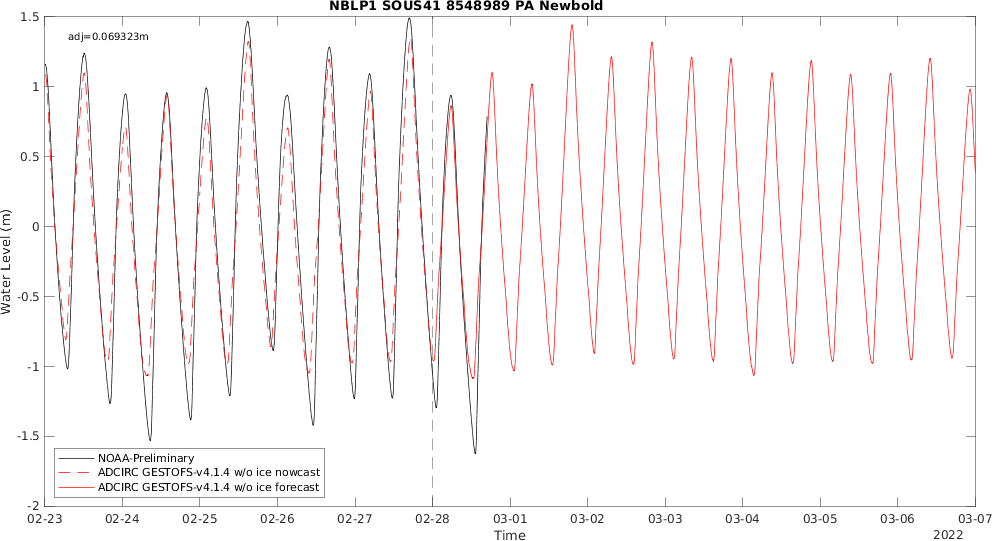 NBLP1 SOUS41 8548989 PA Newbold
adj=0.069323m
1.5
1
0.5
0
-0.5
-1
-1.5
-2
Water Level (m)
NOAA-Preliminary
ADCIRC GESTOFS-v4.1.4 w/o ice nowcast
ADCIRC GESTOFS-v4.1.4 w/o ice forecast
02-23 02-24 02-25 02-26 02-27 02-28 03-01 03-02 03-03 03-04 03-05 03-06 03-07
Time
2022